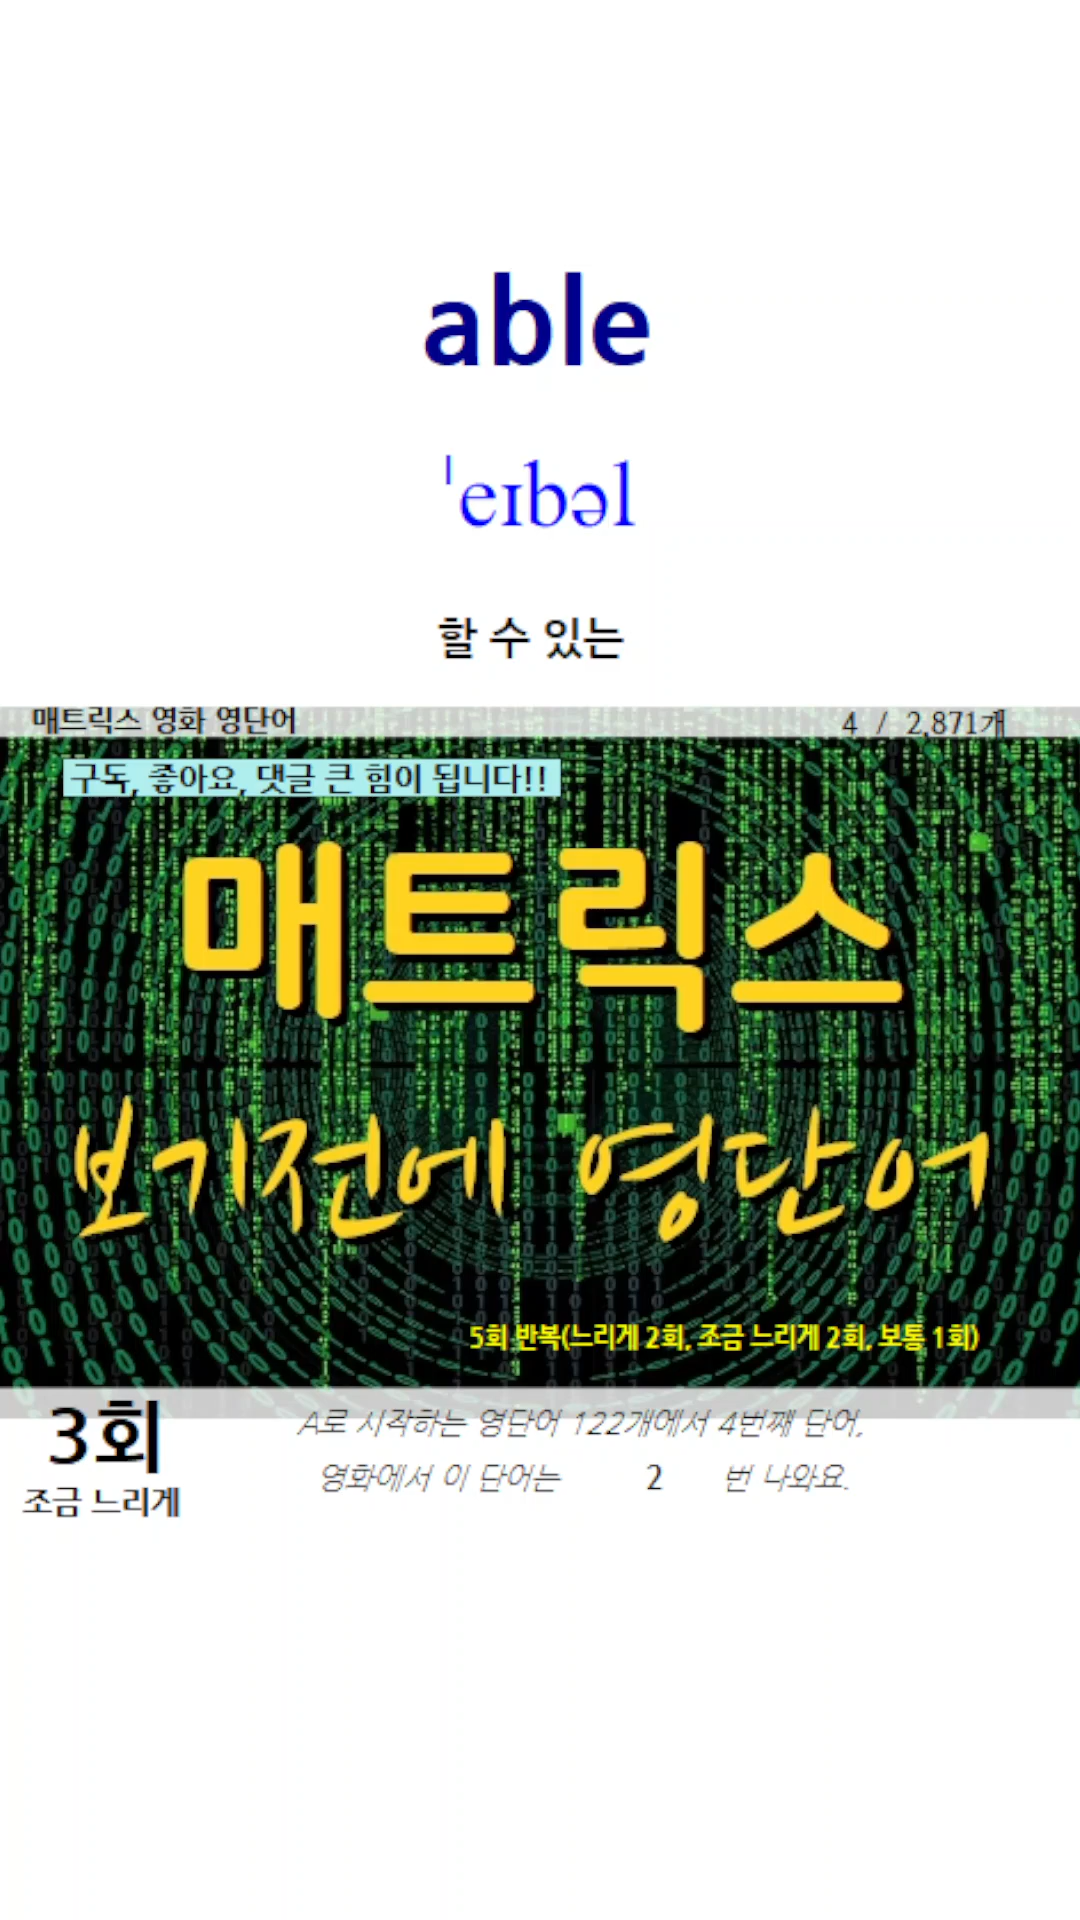 able
ˈeɪbəl
할 수 있는
매트릭스 영화 영단어 4 / 2,871개
구독, 좋아요, 댓글 큰 힘이 됩니다!!
매트릭스
보기전에 영단어
5회 반복(느리게 2회, 조금 느리게 2회, 보통 1회)
3회
A로 시작하는 영단어 122개에서 4번째 단어,
영화에서 이 단어는 2 번 나와요.
조금 느리게